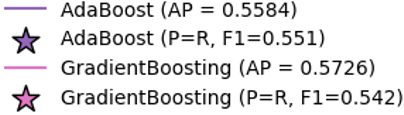 AdaBoost (AP = 0.5584)
AdaBoost (P=R, F1=0.551)
GradientBoosting (AP = 0.5726)
GradientBoosting (P=R, F1=0.542)